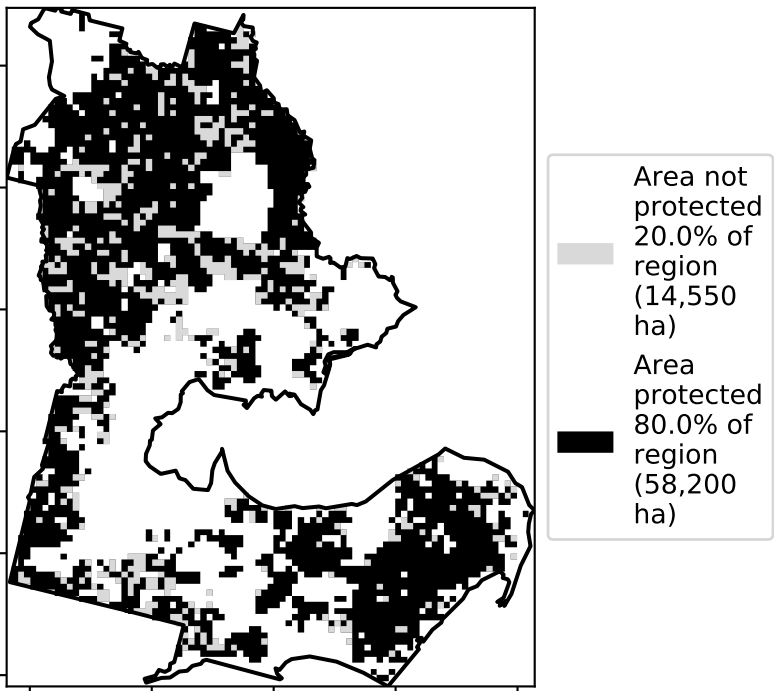 Area not
protected
20.0% of
region
(14,550
ha)
Area
protected
80.0% of
region
(58,200
ha)